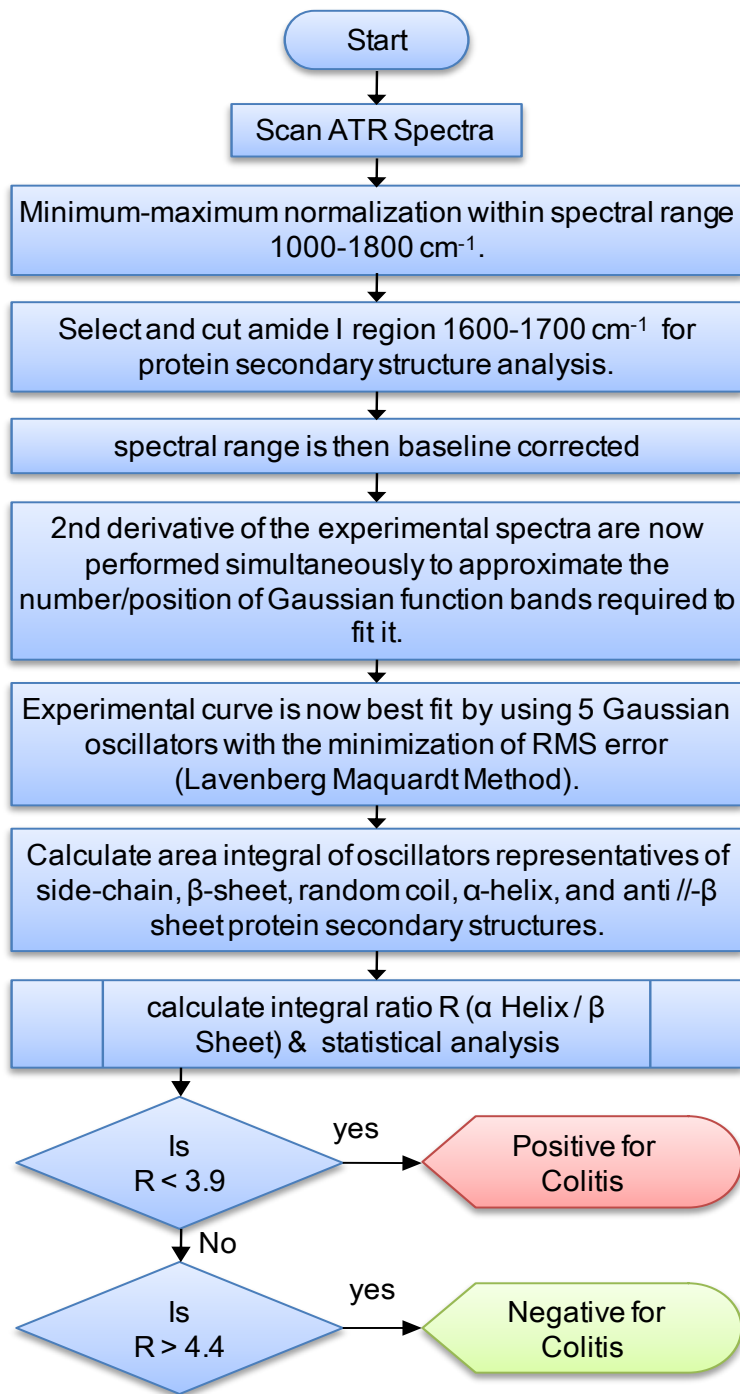 Start
Scan ATR Spectra
Minimum-maximum normalization within spectral range
1000-1800 cm⁻¹.
Select and cut amide I region 1600-1700 cm⁻¹ for
protein secondary structure analysis.
spectral range is then baseline corrected
2nd derivative of the experimental spectra are now
performed simultaneously to approximate the
number/position of Gaussian function bands required to
fit it.
Experimental curve is now best fit by using 5 Gaussian
oscillators with the minimization of RMS error
(Lavenberg Maquardt Method).
Calculate area integral of oscillators representatives of
side-chain, β-sheet, random coil, α-helix, and anti //-β
sheet protein secondary structures.
calculate integral ratio R (α Helix / β
Sheet) & statistical analysis
Is
R < 3.9
yes
Positive for
Colitis
No
Is
R > 4.4
yes
Negative for
Colitis